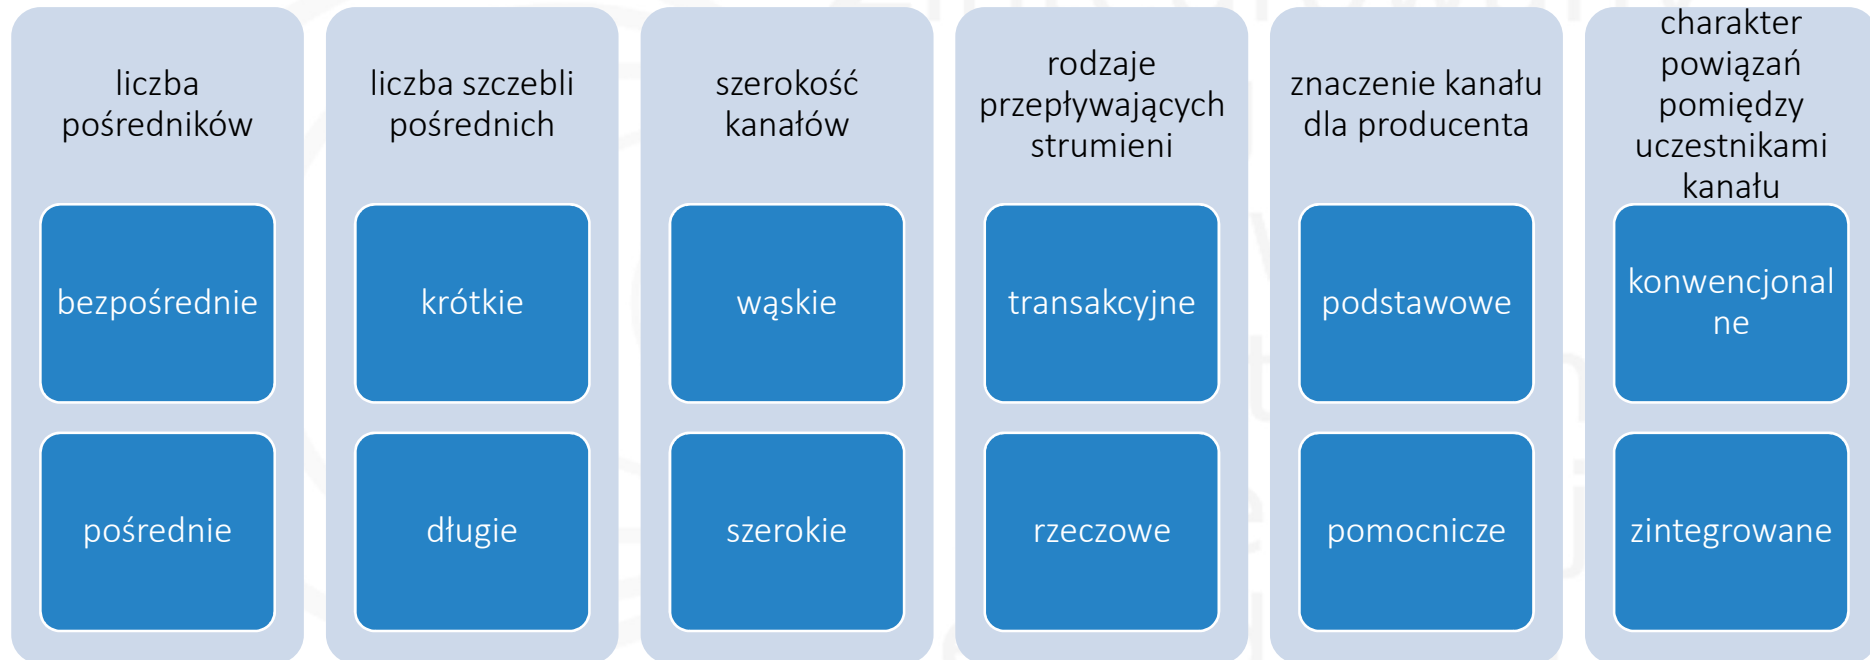 liczba
pośredników
bezpośrednie
pośrednie
liczba szczebli
pośrednich
krótkie
długie
szerokość
kanałów
wąskie
szerokie
rodzaje
przepływających
strumieni
transakcyjne
rzeczowe
znaczenie kanału
dla producenta
podstawowe
pomocnicze
charakter
powiązań
pomiędzy
uczestnikami
kanału
konwencjonal
ne
zintegrowane